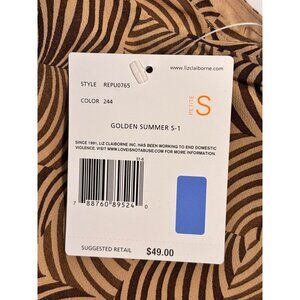 www.lizclaiborne.com
STYLE REPU0765
PETITE S
COLOR 244
GOLDEN SUMMER S-1
SINCE 1991, LIZ CLAIBORNE INC. HAS BEEN WORKING TO END DOMESTIC
VIOLENCE. VISIT WWW.LOVEISNOTABUSE.COM FOR MORE INFORMATION.
01-6
7 88760 89524 0
SUGGESTED RETAIL $49.00